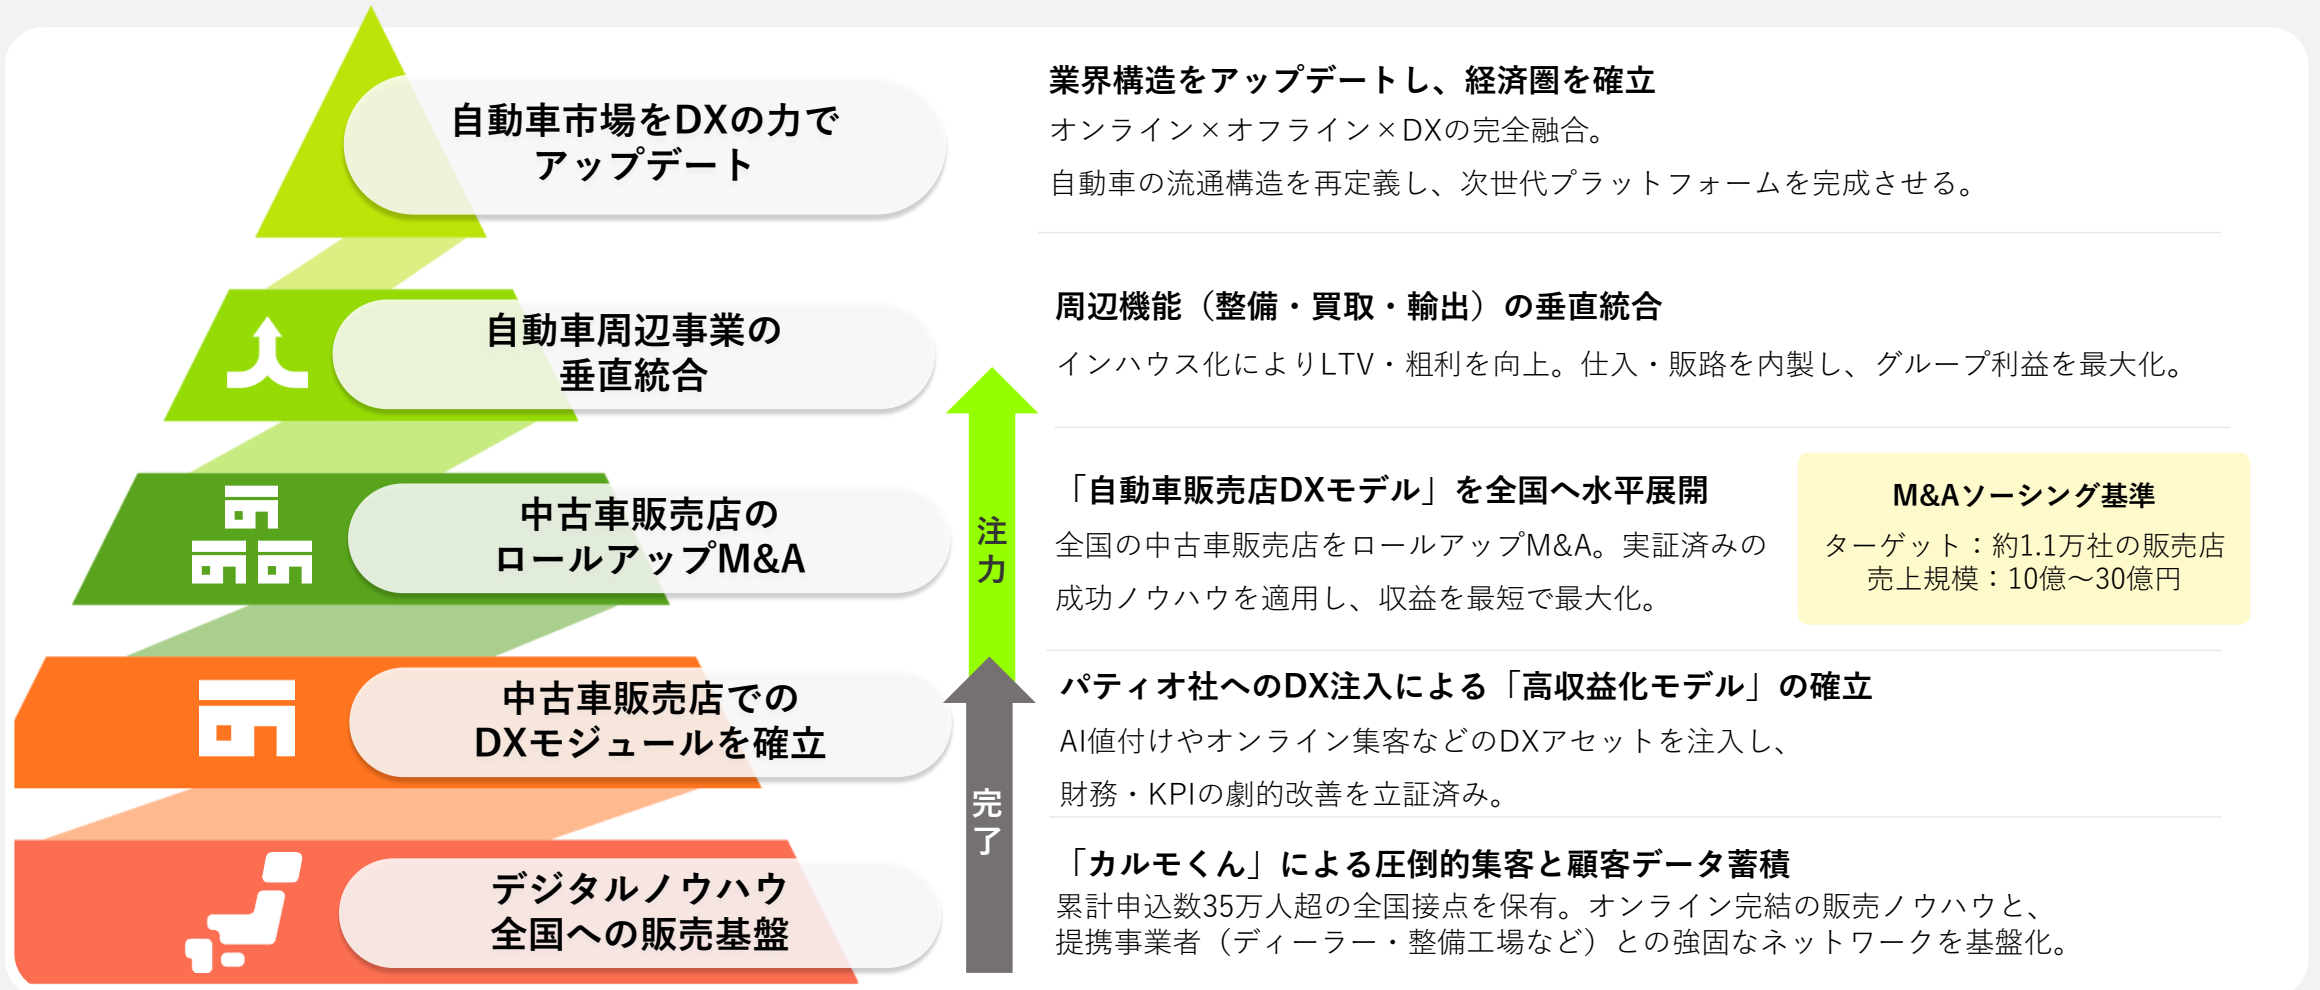 自動車市場をDXの力で
アップデート
業界構造をアップデートし、経済圏を確立
オンライン×オフライン×DXの完全融合。
自動車の流通構造を再定義し、次世代プラットフォームを完成させる。
自動車周辺事業の
垂直統合
周辺機能（整備・買取・輸出）の垂直統合
インハウス化によりLTV・粗利を向上。仕入・販路を内製し、グループ利益を最大化。
中古車販売店の
ロールアップM&A
注力
「自動車販売店DXモデル」を全国へ水平展開
全国の中古車販売店をロールアップM&A。実証済みの
成功ノウハウを適用し、収益を最短で最大化。
M&Aソーシング基準
ターゲット：約1.1万社の販売店
売上規模：10億～30億円
中古車販売店での
DXモジュールを確立
パティオ社へのDX注入による「高収益化モデル」の確立
AI値付けやオンライン集客などのDXアセットを注入し、
財務・KPIの劇的改善を立証済み。
完了
デジタルノウハウ
全国への販売基盤
「カルモくん」による圧倒的集客と顧客データ蓄積
累計申込数35万人超の全国接点を保有。オンライン完結の販売ノウハウと、
提携事業者（ディーラー・整備工場など）との強固なネットワークを基盤化。